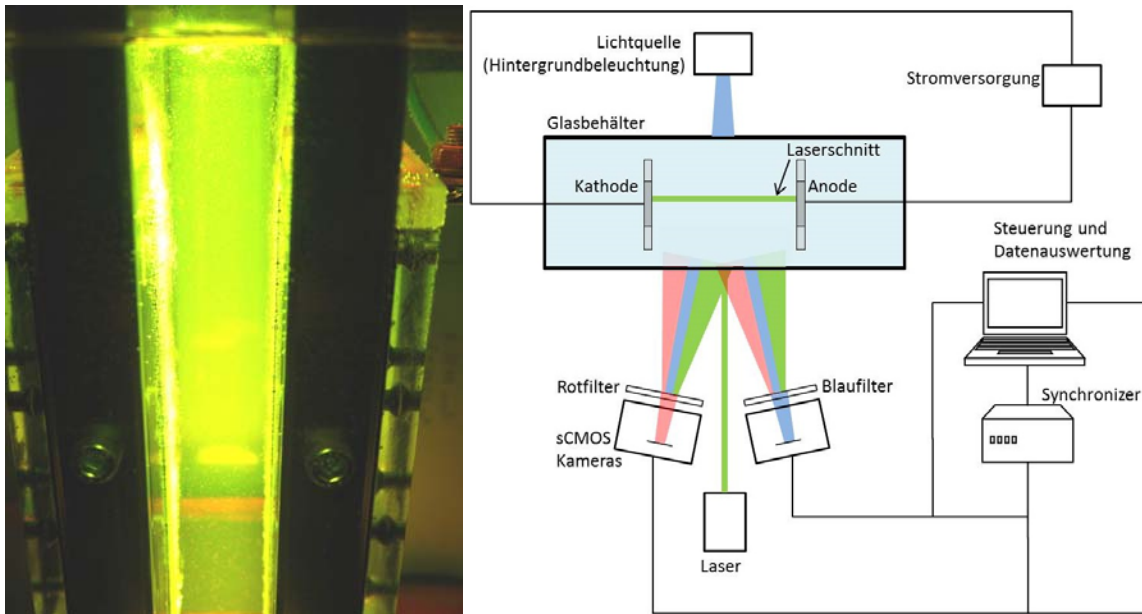 Lichtquelle
(Hintergrundbeleuchtung)
Stromversorgung
Glasbehälter
Laserschnitt
Kathode
Anode
Steuerung und
Datenauswertung
Rotfilter
Blaufilter
Synchronizer
sCMOS
Kameras
Laser